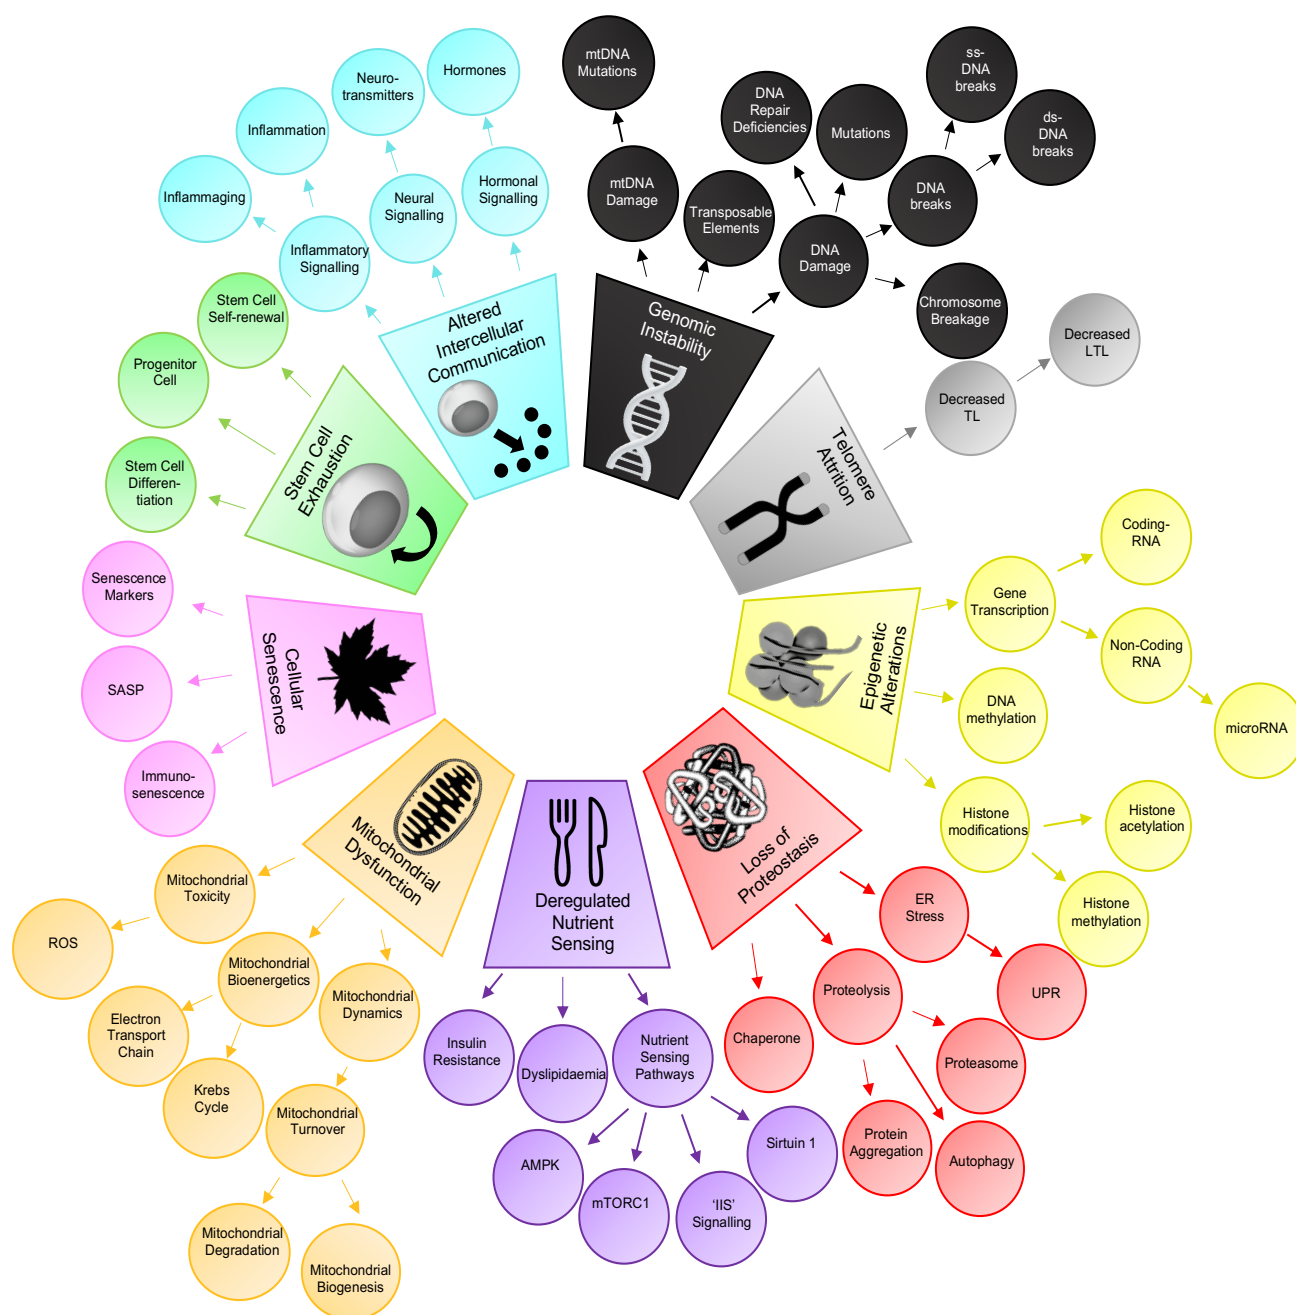 Genomic
Instability
mtDNA
Damage
mtDNA
Mutations
Transposable
Elements
DNA
Damage
DNA
Repair
Deficiencies
Mutations
DNA
breaks
ss-
DNA
breaks
ds-
DNA
breaks
Chromosome
Breakage
Telomere
Attrition
Decreased
TL
Decreased
LTL
Epigenetic
Alterations
Gene
Transcription
Coding-
RNA
Non-Coding
RNA
microRNA
DNA
methylation
Histone
modifications
Histone
acetylation
Histone
methylation
Loss of
Proteostasis
ER
Stress
UPR
Proteolysis
Proteasome
Autophagy
Protein
Aggregation
Chaperone
Deregulated
Nutrient
Sensing
Insulin
Resistance
Dyslipidaemia
Nutrient
Sensing
Pathways
AMPK
mTORC1
‘IIS’
Signalling
Sirtuin 1
Mitochondrial
Dysfunction
Mitochondrial
Toxicity
ROS
Mitochondrial
Bioenergetics
Electron
Transport
Chain
Krebs
Cycle
Mitochondrial
Dynamics
Mitochondrial
Turnover
Mitochondrial
Degradation
Mitochondrial
Biogenesis
Cellular
Senescence
Senescence
Markers
SASP
Immuno-
senescence
Stem Cell
Exhaustion
Stem Cell
Self-renewal
Progenitor
Cell
Stem Cell
Differen-
tiation
Altered
Intercellular
Communication
Inflammatory
Signalling
Inflammaging
Inflammation
Neural
Signalling
Neuro-
transmitters
Hormonal
Signalling
Hormones